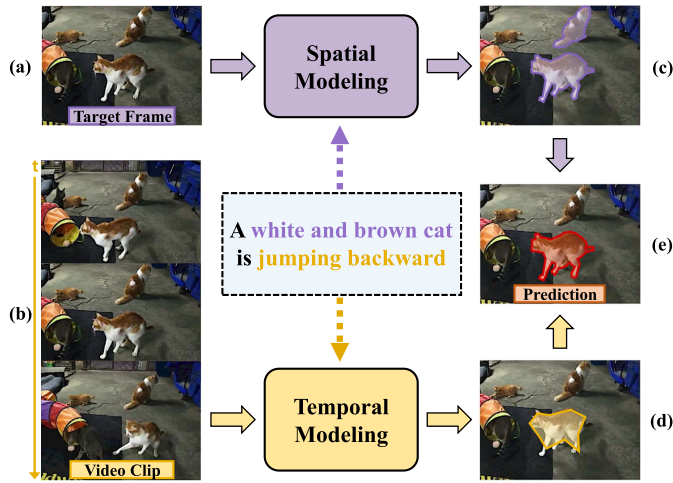 (a)
Target Frame
Spatial
Modeling
(c)
t
A white and brown cat
is jumping backward
(b)
Video Clip
Temporal
Modeling
(e)
Prediction
(d)